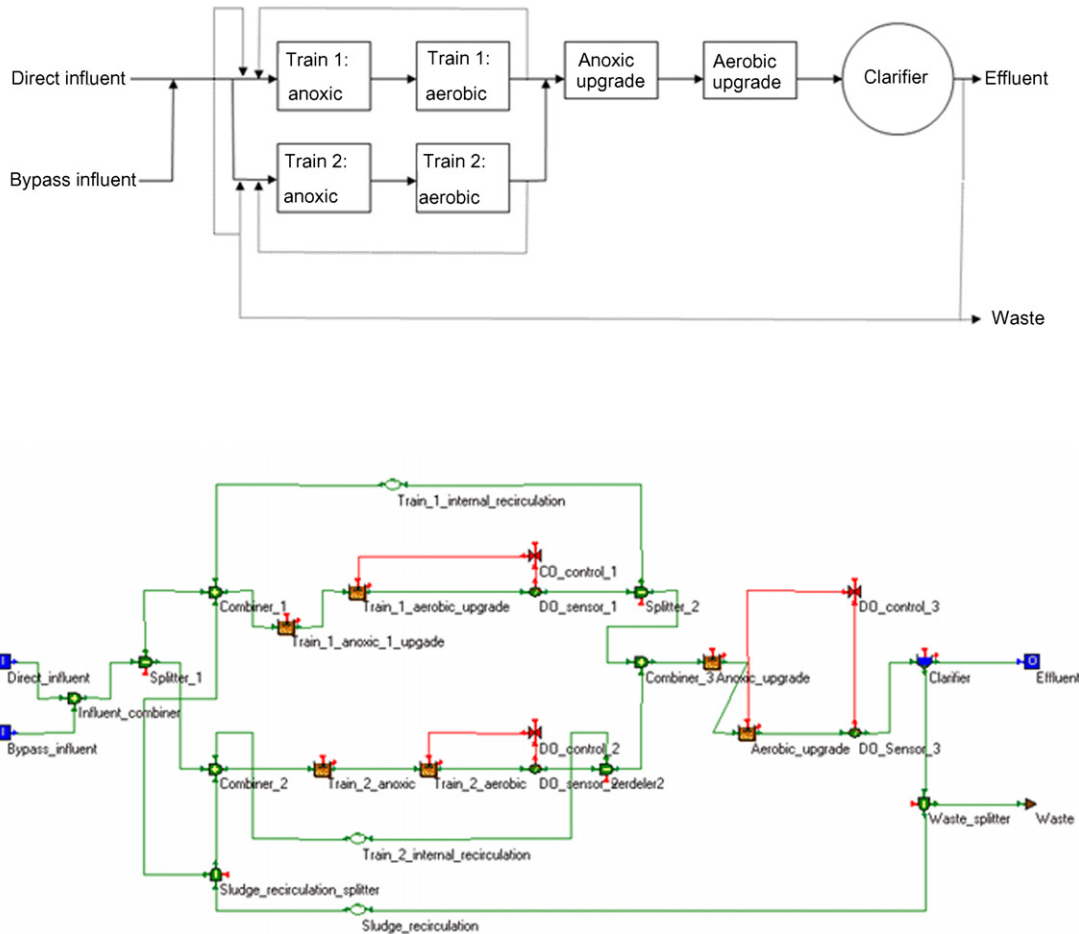 Direct influent
Train 1:
anoxic
Train 1:
aerobic
Anoxic
upgrade
Aerobic
upgrade
Clarifier
Effluent
Bypass influent
Train 2:
anoxic
Train 2:
aerobic
Waste
Train_1_internal_recirculation
CO_control_1
Combiner_1
Train_1_aerobic_upgrade
DO_sensor_1
Splitter_2
DO_control_3
Train_1_anoxic_1_upgade
Direct_influent
Splitter_1
Combiner_3
Anoxic_upgrade
Clarifier
Effluent
Influent_combiner
Bypass_influent
DO_control_2
Aerobic_upgrade
DO_Sensor_3
Combiner_2
Train_2_anoxic
Train_2_aerobic
DO_sensor_2erdeler2
Waste_splitter
Waste
Train_2_internal_recirculation
Sludge_recirculation_splitter
Sludge_recirculation